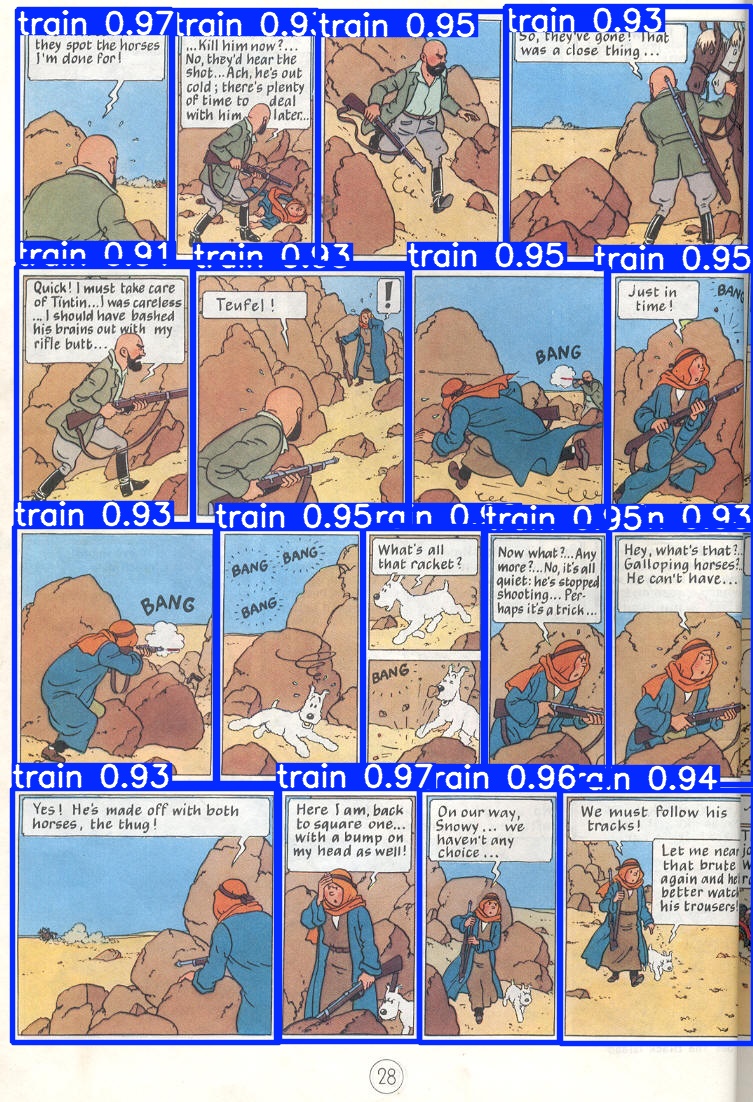 train 0.97
they spot the horses
I'm done for!
train 0.9
...Kill him now?...
No, they'd hear the
shot...Ach, he's out
cold; there's plenty
of time to deal
with him later...
train 0.95
train 0.93
So, they've gone! That
was a close thing...
train 0.91
Quick! I must take care
of Tintin...I was careless
... I should have bashed
his brains out with my
rifle butt...
train 0.93
Teufel!
!
train 0.95
BANG
train 0.95
Just in
time!
BANG
train 0.93
BANG
train 0.95
BANG BANG
BANG
What's all
that racket?
BANG
train 0.95
Now what?...Any
more?...No, it's all
quiet: he's stopped
shooting... Per-
haps it's a trick...
0.93
Hey, what's that?
Galloping horses?
He can't have...
train 0.93
Yes! He's made off with both
horses, the thug!
train 0.97
Here I am, back
to square one...
with a bump on
my head as well!
train 0.96
On our way,
Snowy... we
haven't any
choice...
0.94
We must follow his
tracks!
Let me near
that brute
again and he
better watch
his trousers!
28